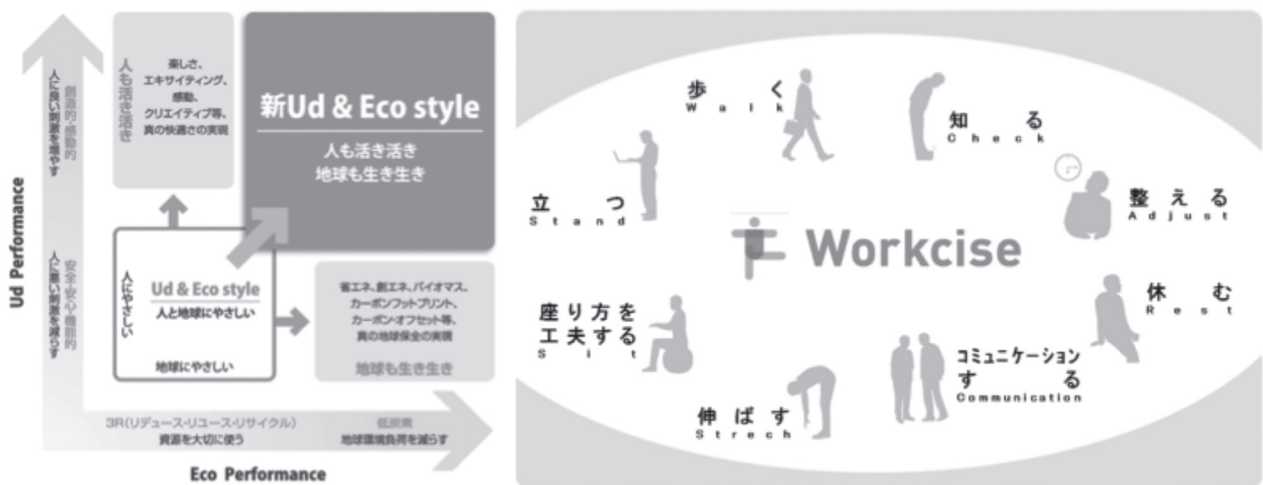 Ud Performance
人に良い刺激を増やす
創造的・感動的
人に悪い刺激を減らす
安全・安心・機能的
人も活き活き
楽しさ、
エキサイティング、
感動、
クリエイティブ等、
真の快適さの実現
新Ud & Eco style
人も活き活き
地球も生き生き
人にやさしい
Ud & Eco style
人と地球にやさしい
地球にやさしい
省エネ、創エネ、バイオマス、
カーボンフットプリント、
カーボン・オフセット等、
真の地球保全の実現
地球も生き生き
3R(リデュース・リユース・リサイクル)
資源を大切に使う
低炭素
地球環境負荷を減らす
Eco Performance
歩く
Walk
知る
Check
立つ
Stand
整える
Adjust
Workcise
座り方を
工夫する
Sit
休む
Rest
コミュニケーション
する
Communication
伸ばす
Strech